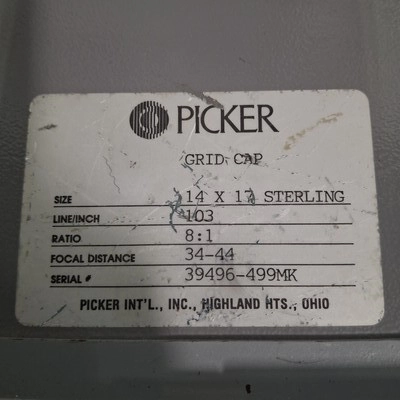 PICKER
GRID CAP
SIZE 14 X 17 STERLING
LINE/INCH 103
RATIO 8:1
FOCAL DISTANCE 34-44
SERIAL # 39496-499MK
PICKER INT'L., INC., HIGHLAND HTS., OHIO